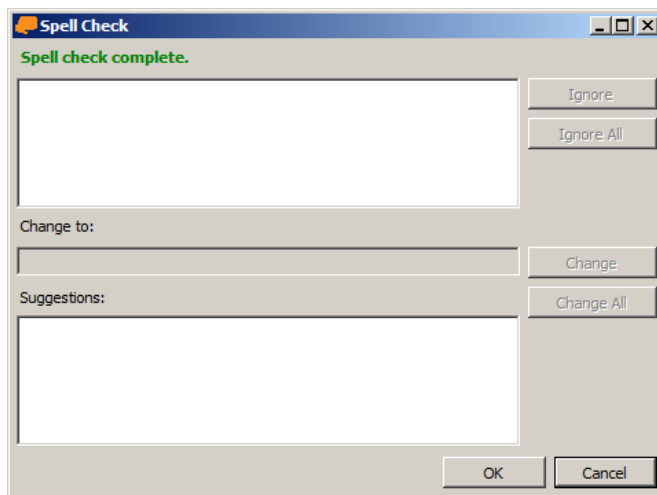 Spell Check
Spell check complete.
Ignore
Ignore All
Change to:
Change
Suggestions:
Change All
OK Cancel